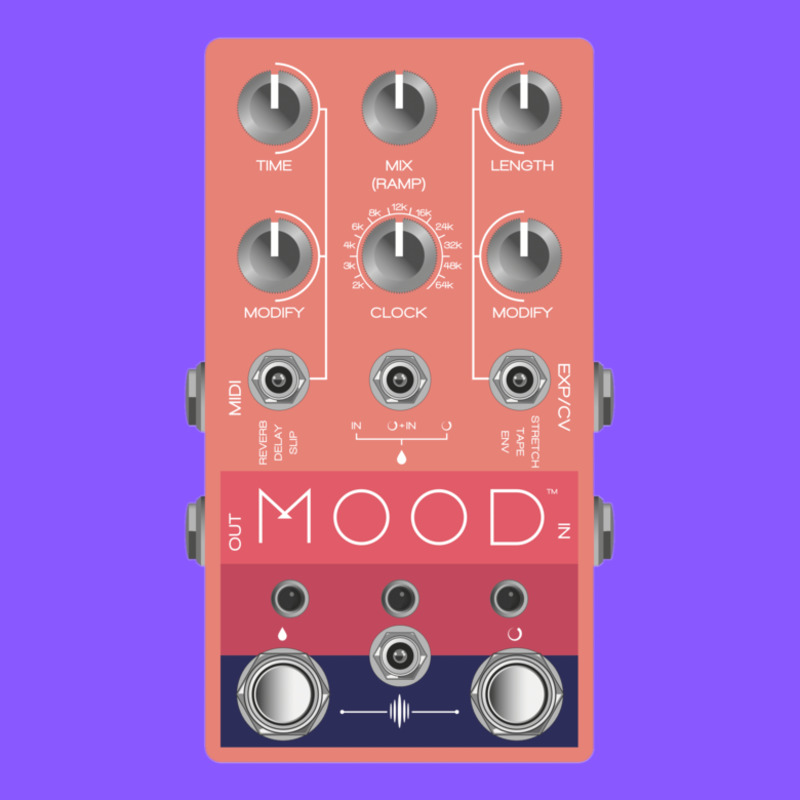 TIME
MIX
(RAMP)
LENGTH
2k
3k
4k
6k
8k
12k
16k
24k
32k
48k
64k
MODIFY
CLOCK
MODIFY
MIDI
EXP/CV
REVERB
DELAY
SLIP
IN
+IN
STRETCH
TAPE
ENV
OUT
MOOD™
IN